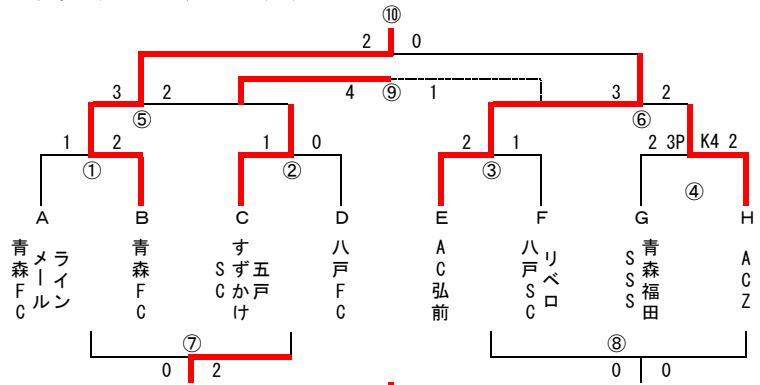 ⑩
2 0
3 2 4 ⑨ 1 3 2
⑤ ⑥
1 2 1 0 2 1 2 3P K4 2
① ② ③ ④
A B C D E F G H
青森FC ラインメール
青森FC
五戸すずかけSC
八戸FC
AC弘前
リベロ八戸SC
青森福田SSS
ACZ
⑦ ⑧
0 2 0 0